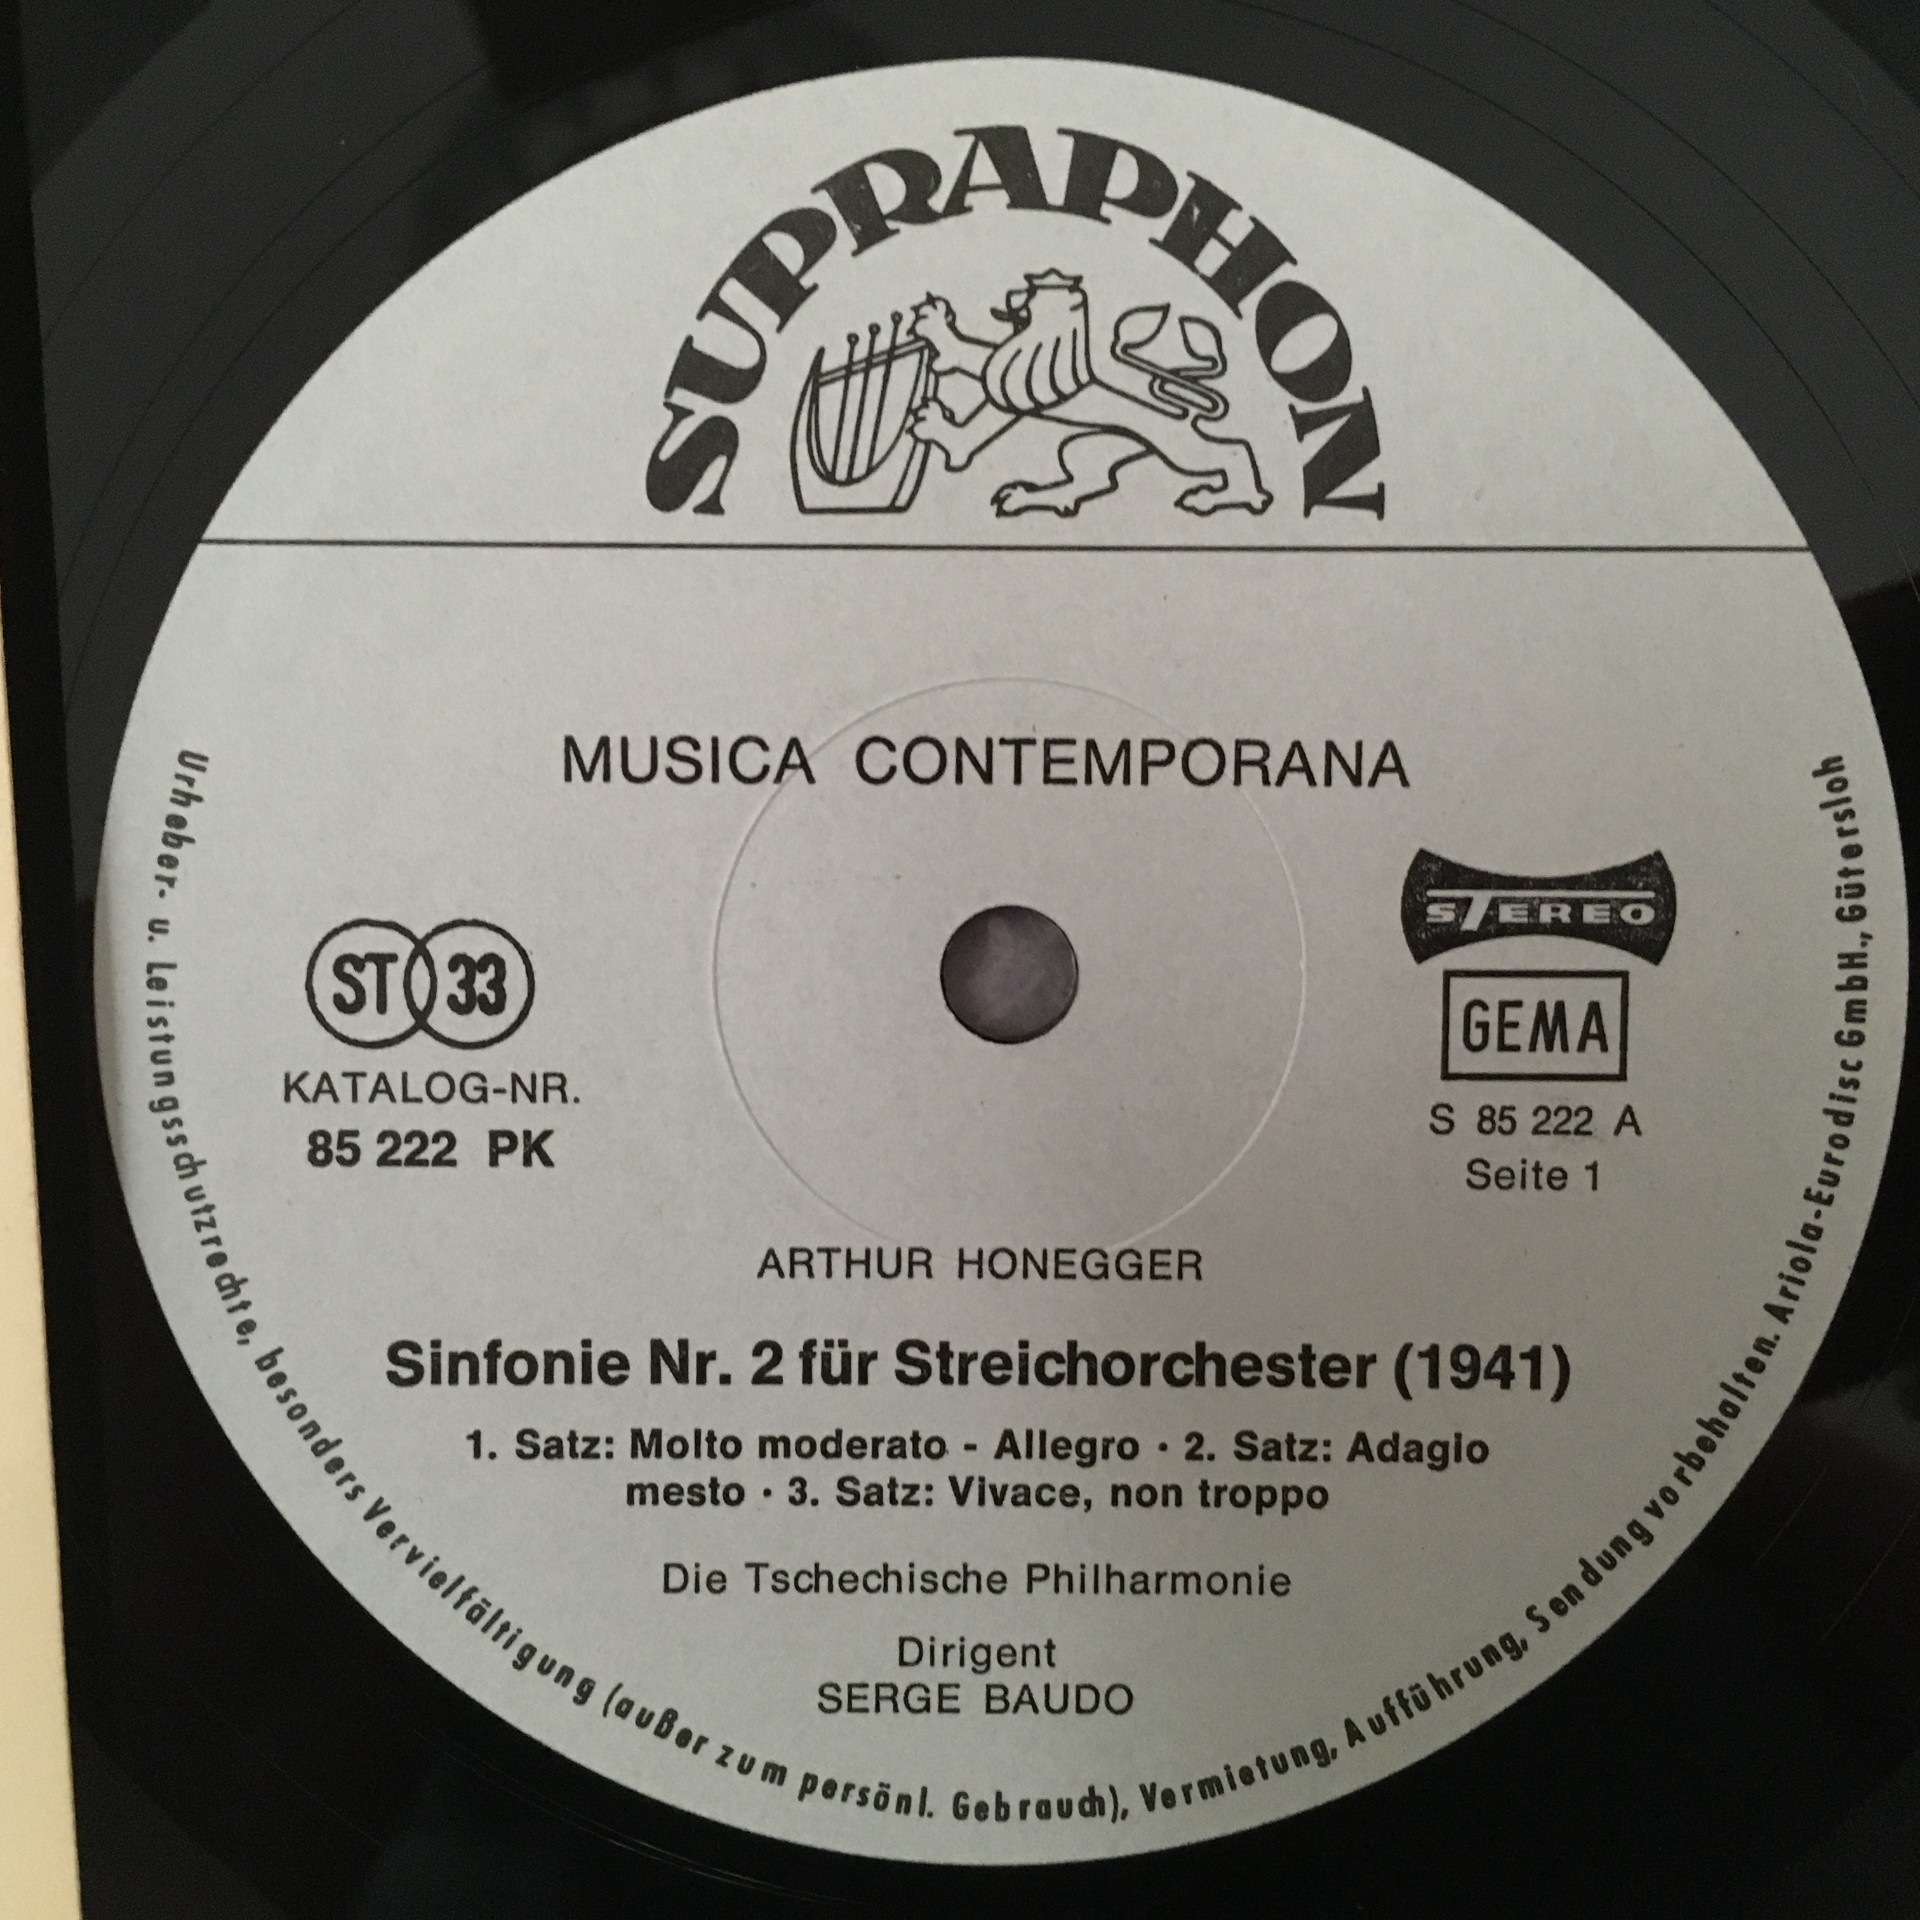 SUPRAPHON
MUSICA CONTEMPORANA
ST 33
KATALOG-NR.
85 222 PK
STEREO
GEMA
S 85 222 A
Seite 1
ARTHUR HONEGGER
Sinfonie Nr. 2 für Streichorchester (1941)
1. Satz: Molto moderato - Allegro · 2. Satz: Adagio
mesto · 3. Satz: Vivace, non troppo
Die Tschechische Philharmonie
Dirigent
SERGE BAUDO
Urheber- u. Leistungsschutzrechte, besonders Vervielfältigung (außer zum persönl. Gebrauch), Vermietung, Aufführung, Sendung vorbehalten. Ariola-Eurodisc GmbH., Gütersloh